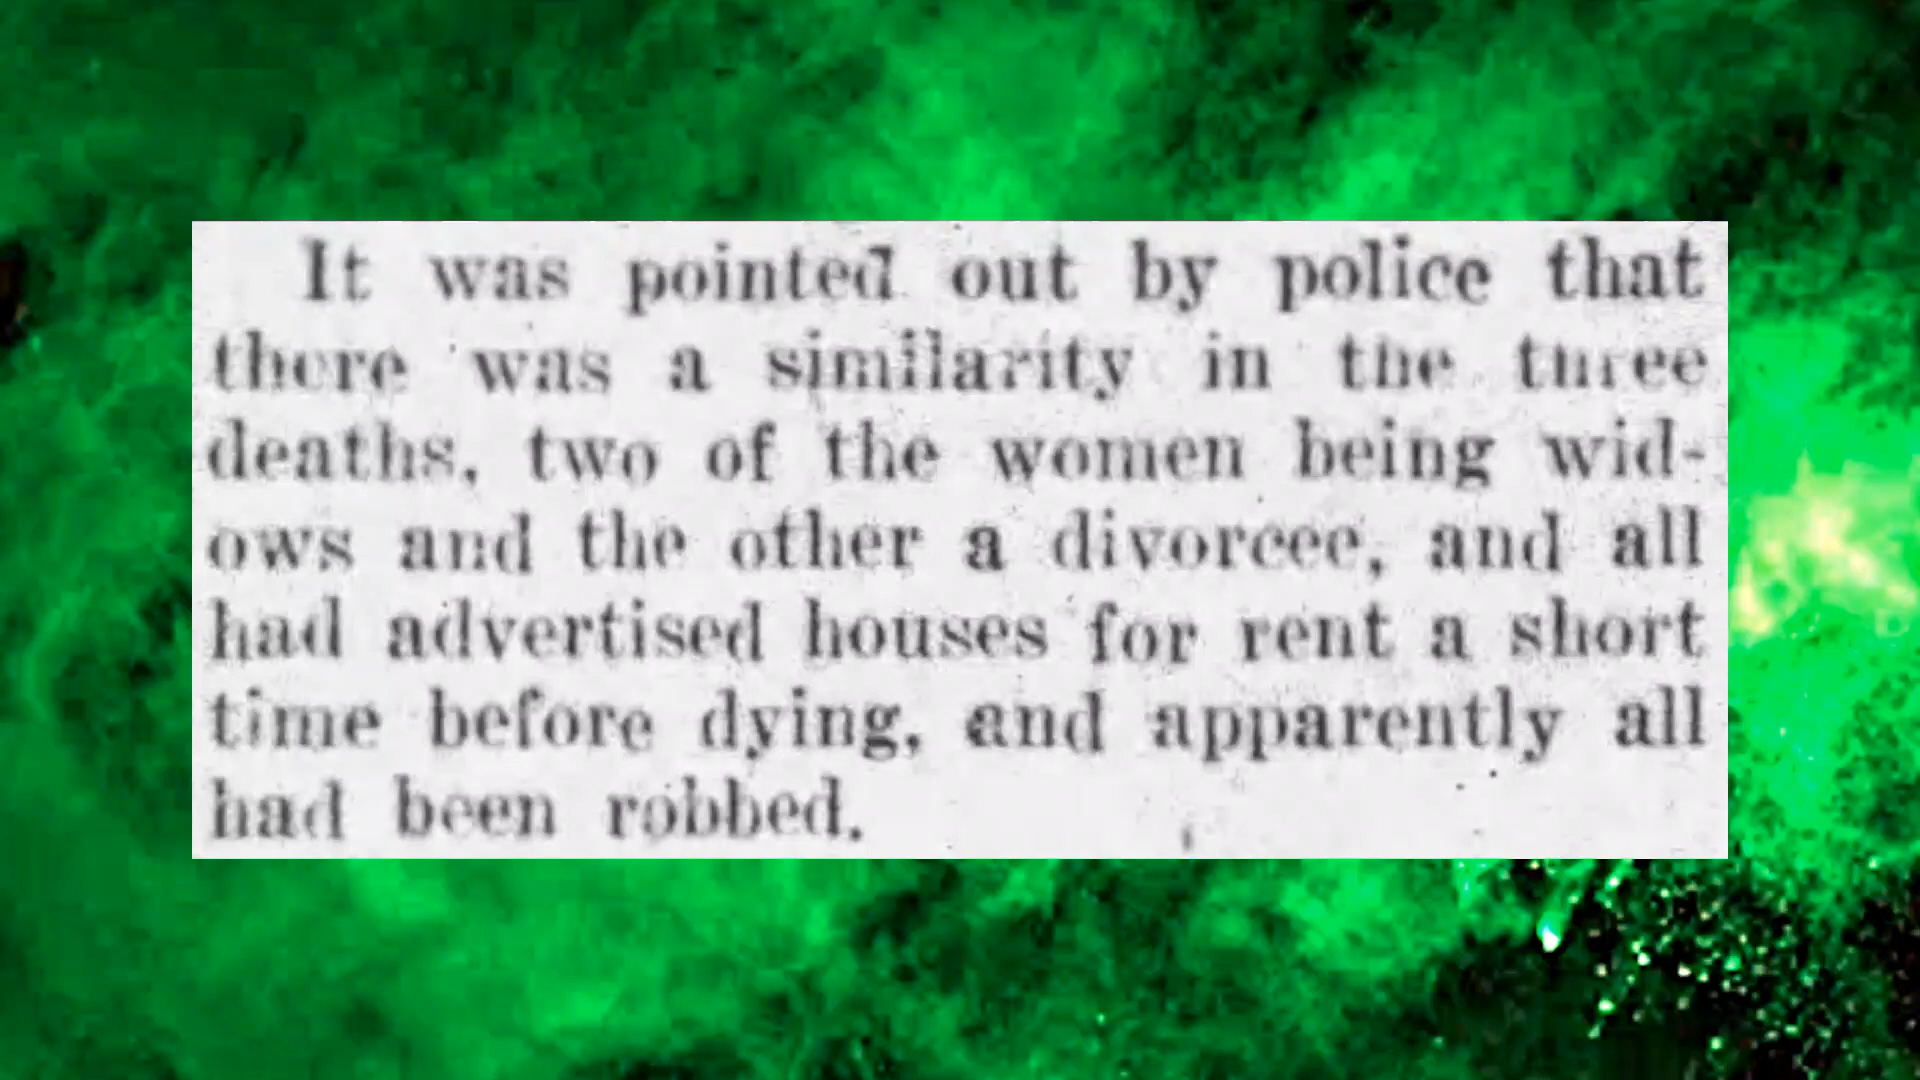 It was pointed out by police that
there was a similarity in the three
deaths, two of the women being wid-
ows and the other a divorcee, and all
had advertised houses for rent a short
time before dying, and apparently all
had been robbed.